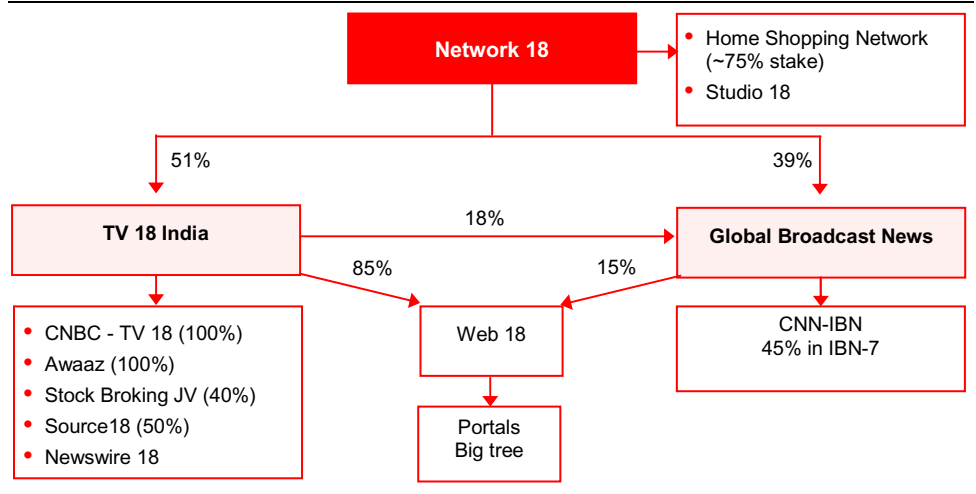 Network 18
• Home Shopping Network
(~75% stake)
• Studio 18
51%
39%
TV 18 India
18%
Global Broadcast News
85%
15%
• CNBC - TV 18 (100%)
• Awaaz (100%)
• Stock Broking JV (40%)
• Source18 (50%)
• Newswire 18
Web 18
CNN-IBN
45% in IBN-7
Portals
Big tree